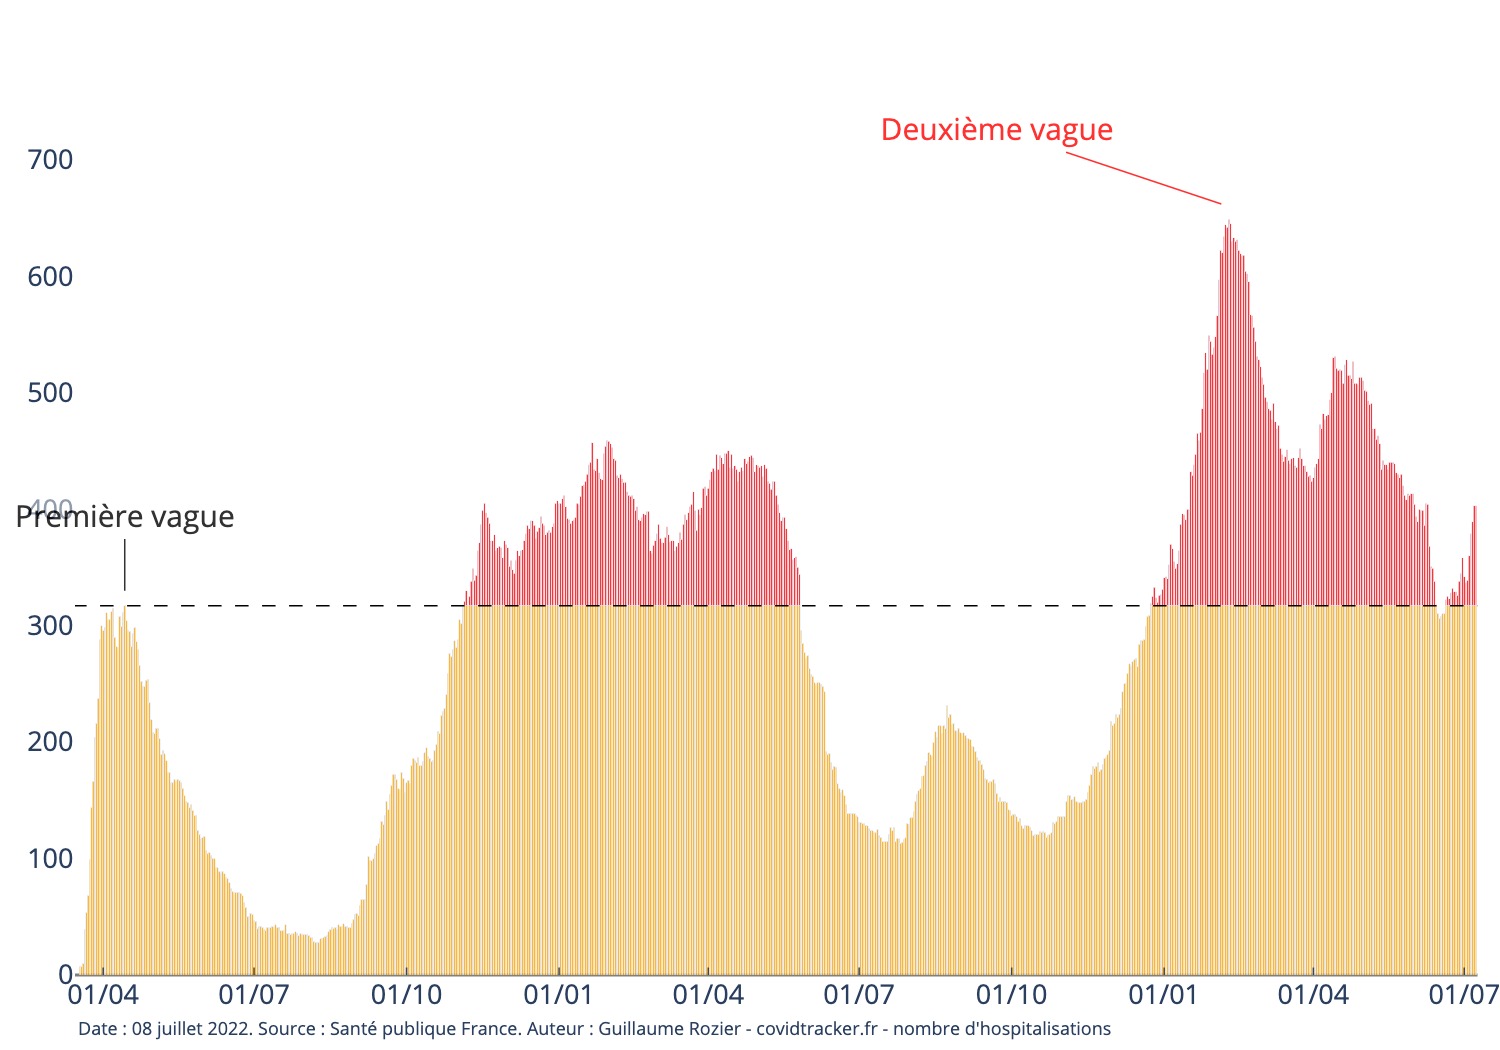 Deuxième vague
700
600
500
400
Première vague
300
200
100
0
01/04 01/07 01/10 01/01 01/04 01/07 01/10 01/01 01/04 01/07
Date : 08 juillet 2022. Source : Santé publique France. Auteur : Guillaume Rozier - covidtracker.fr - nombre d'hospitalisations